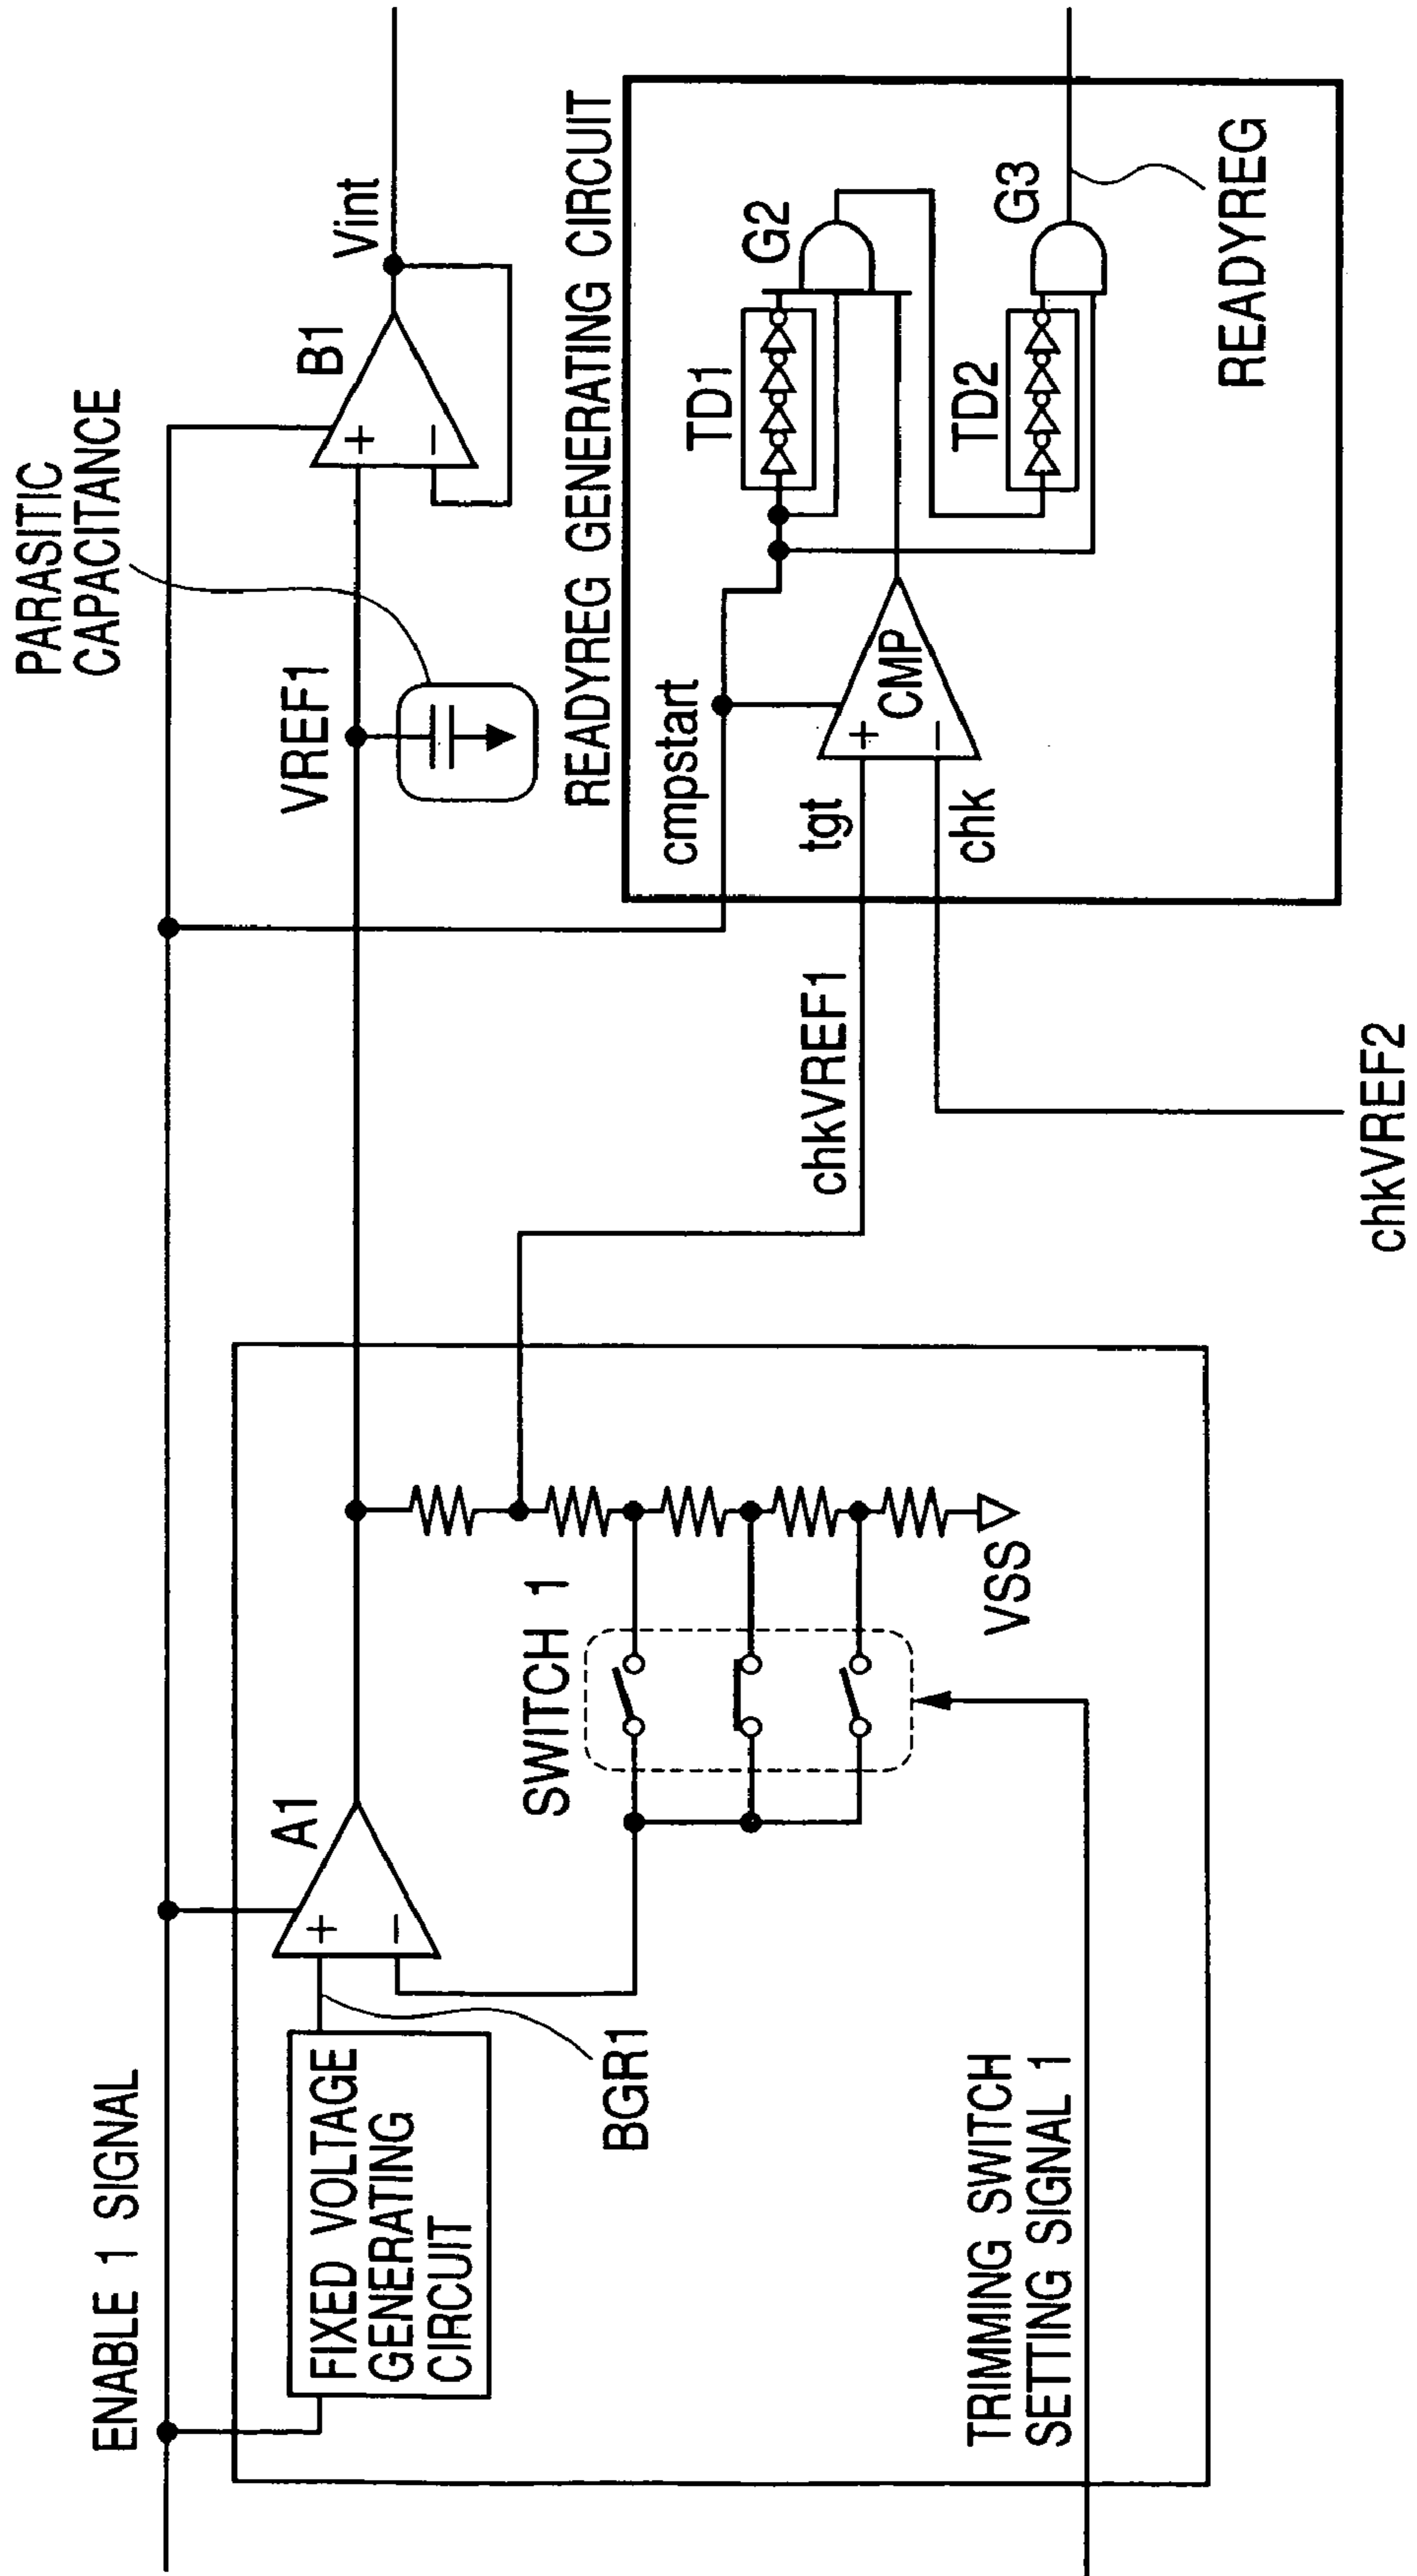 ENABLE 1 SIGNAL
FIXED VOLTAGE
GENERATING
CIRCUIT
BGR1
+
−
A1
SWITCH 1
VSS
TRIMMING SWITCH
SETTING SIGNAL 1
PARASITIC
CAPACITANCE
VREF1
+
−
B1
Vint
chkVREF1
chkVREF2
READYREG GENERATING CIRCUIT
cmpstart
tgt
chk
+
−
CMP
TD1
G2
TD2
G3
READYREG